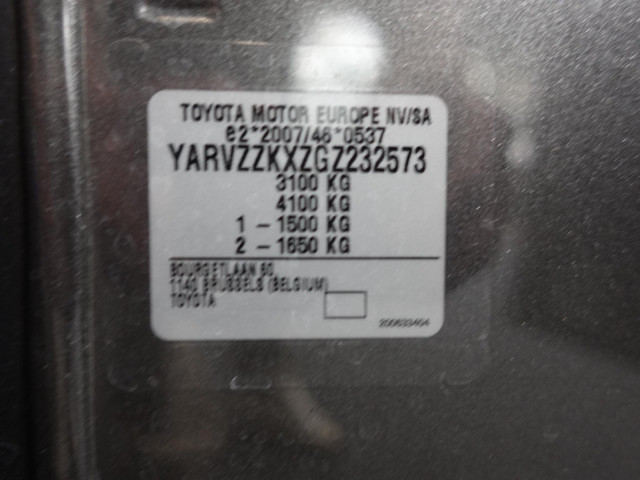 TOYOTA MOTOR EUROPE NV/SA
e2*2007/46*0537
YARVZZKXZGZ232573
3100 KG
4100 KG
1 - 1500 KG
2 - 1650 KG
BOURGETLAAN 60
1140 BRUSSELS (BELGIUM)
TOYOTA
200633404